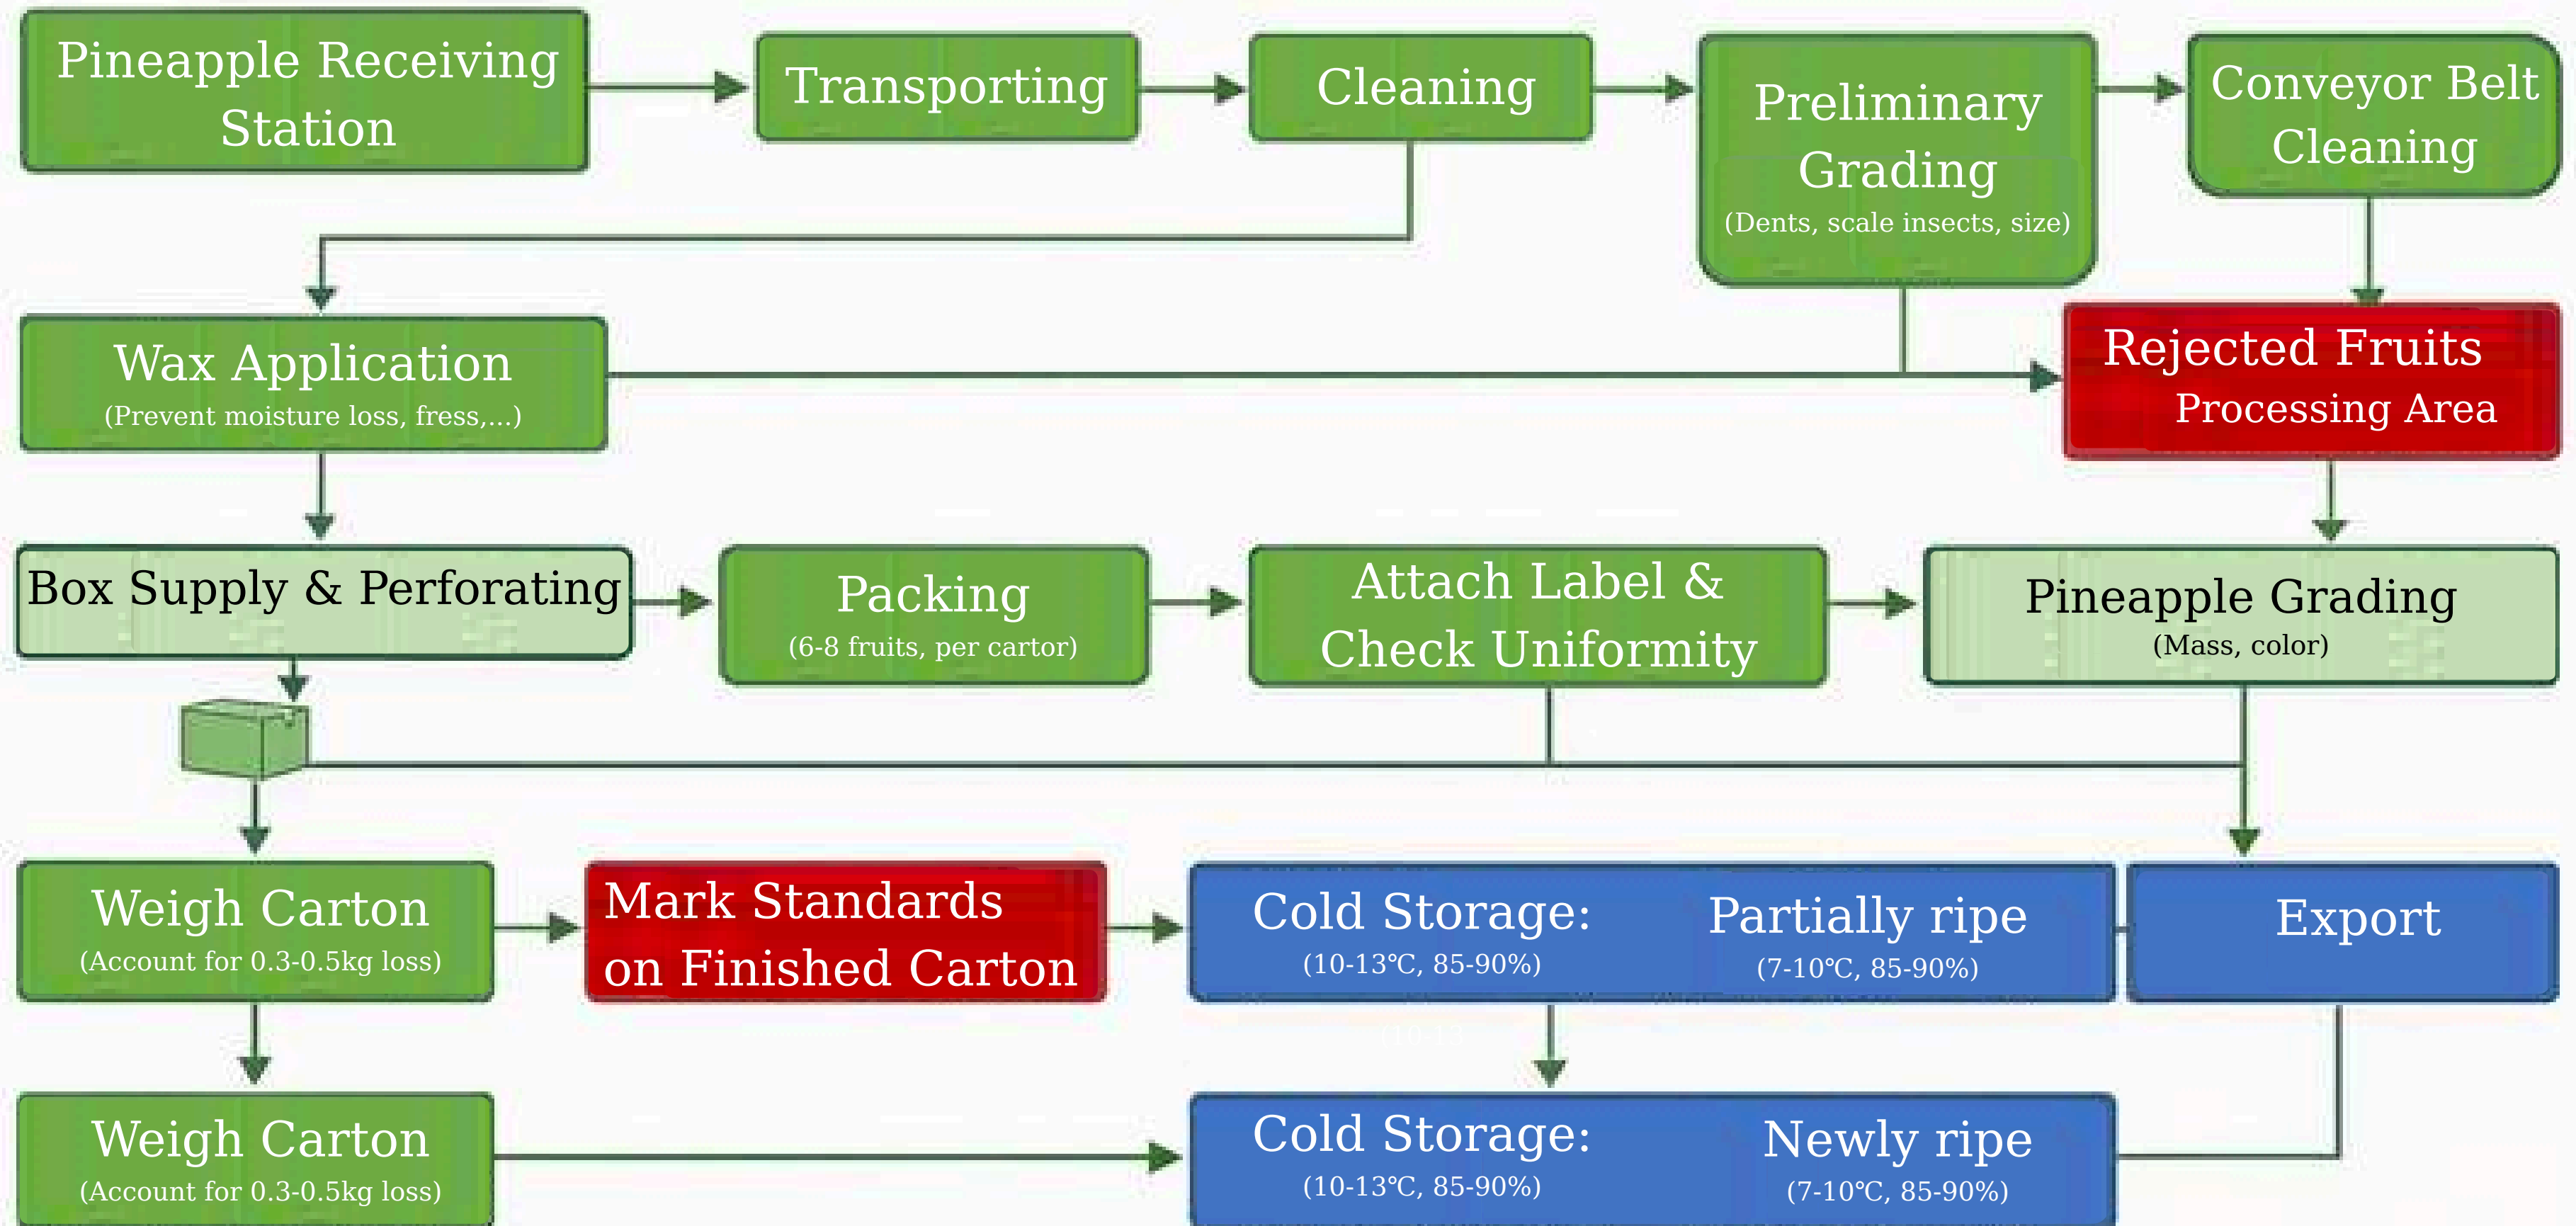 Pineapple Receiving
Station
Transporting
Cleaning
Preliminary
Grading
(Dents, scale insects, size)
Conveyor Belt
Cleaning
Wax Application
(Prevent moisture loss, fress,...)
Rejected Fruits
Processing Area
Box Supply & Perforating
Packing
(6-8 fruits, per cartor)
Attach Label &
Check Uniformity
Pineapple Grading
(Mass, color)
Weigh Carton
(Account for 0.3-0.5kg loss)
Mark Standards
on Finished Carton
Cold Storage:
(10-13℃, 85-90%)
Partially ripe
(7-10℃, 85-90%)
Export
(10-13
Weigh Carton
(Account for 0.3-0.5kg loss)
Cold Storage:
(10-13℃, 85-90%)
Newly ripe
(7-10℃, 85-90%)